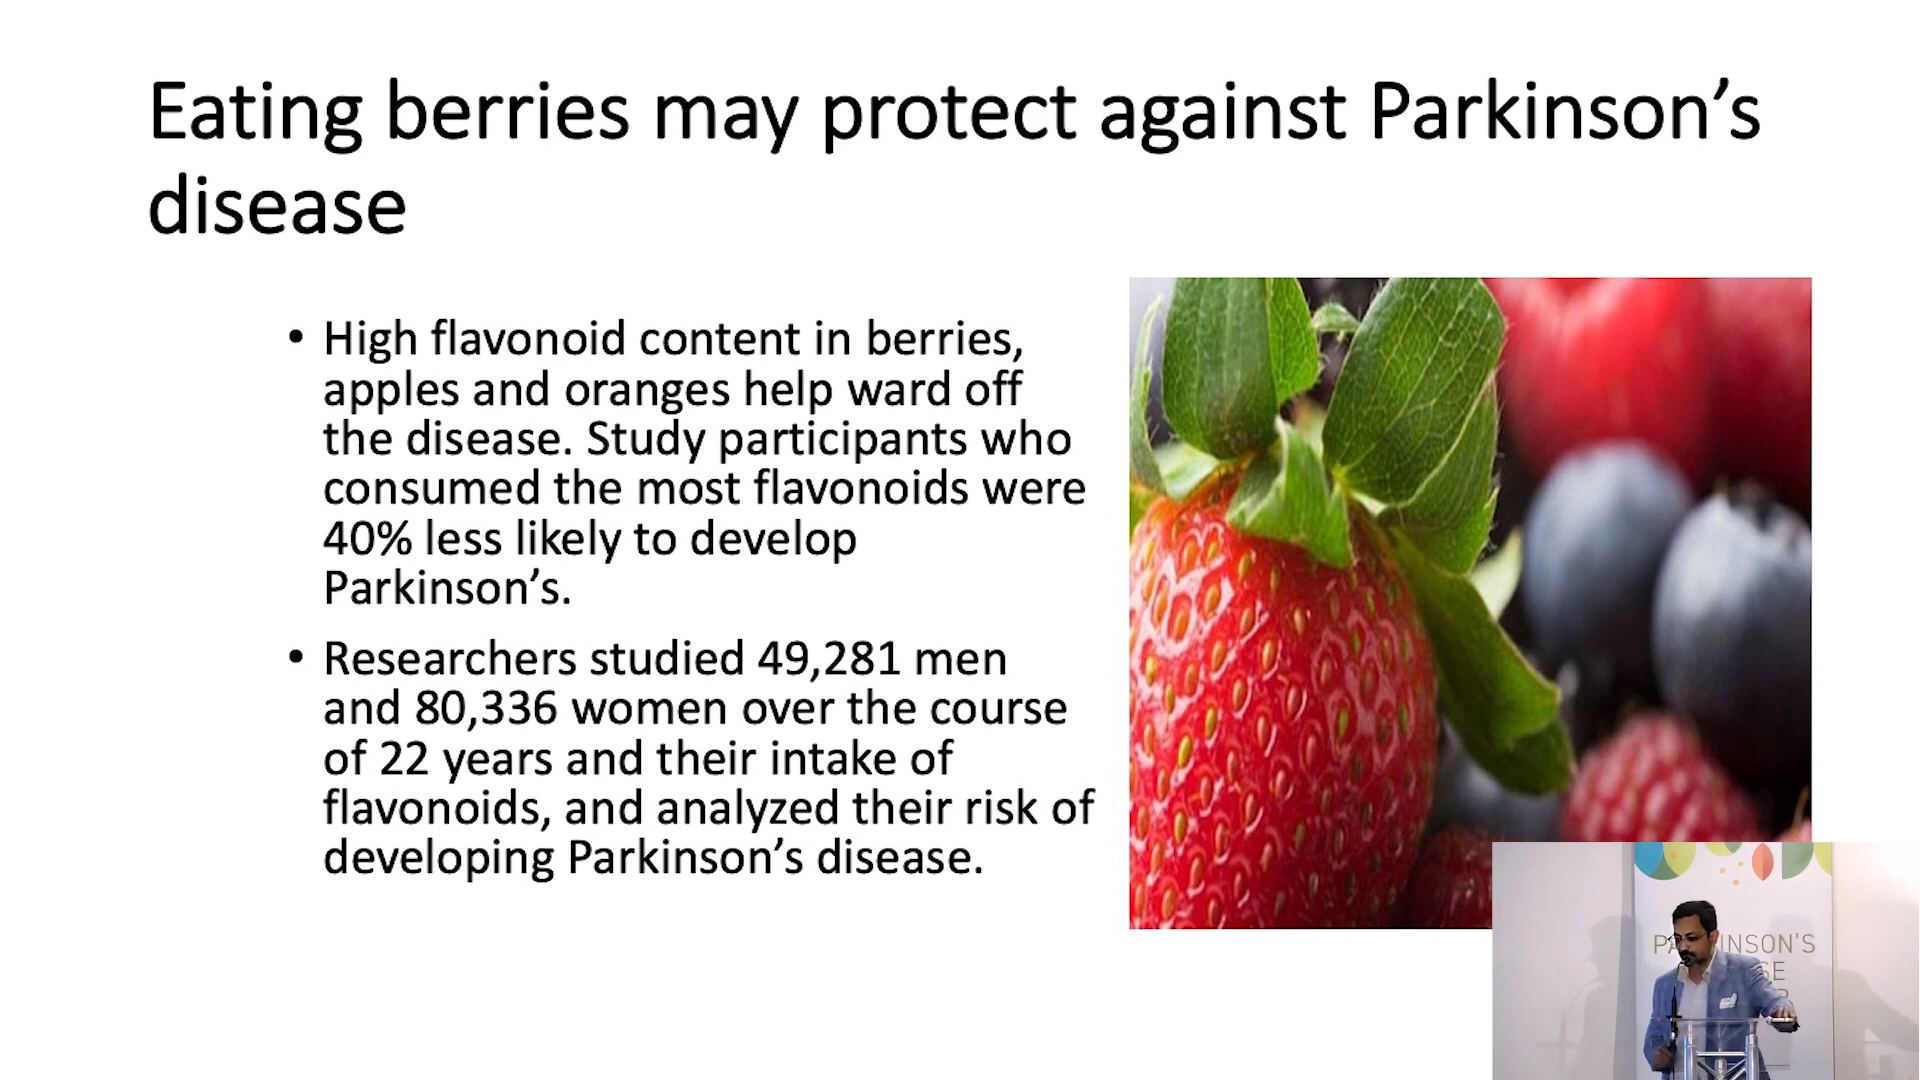 Eating berries may protect against Parkinson’s
disease
• High flavonoid content in berries,
apples and oranges help ward off
the disease. Study participants who
consumed the most flavonoids were
40% less likely to develop
Parkinson’s.
• Researchers studied 49,281 men
and 80,336 women over the course
of 22 years and their intake of
flavonoids, and analyzed their risk of
developing Parkinson’s disease.